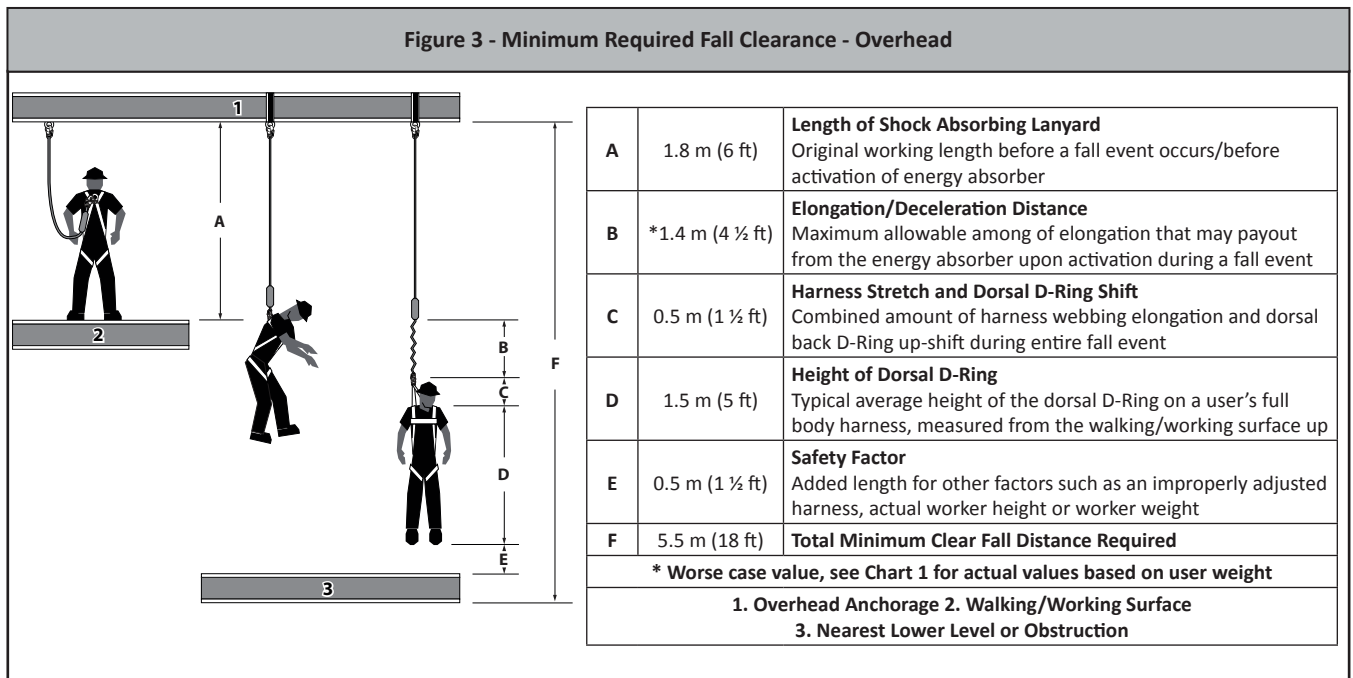 Figure 3 - Minimum Required Fall Clearance - Overhead
1
2
3
A
B
C
D
E
F
A
1.8 m (6 ft)
Length of Shock Absorbing Lanyard
Original working length before a fall event occurs/before
activation of energy absorber
B
*1.4 m (4 ½ ft)
Elongation/Deceleration Distance
Maximum allowable among of elongation that may payout
from the energy absorber upon activation during a fall event
C
0.5 m (1 ½ ft)
Harness Stretch and Dorsal D-Ring Shift
Combined amount of harness webbing elongation and dorsal
back D-Ring up-shift during entire fall event
D
1.5 m (5 ft)
Height of Dorsal D-Ring
Typical average height of the dorsal D-Ring on a user’s full
body harness, measured from the walking/working surface up
E
0.5 m (1 ½ ft)
Safety Factor
Added length for other factors such as an improperly adjusted
harness, actual worker height or worker weight
F
5.5 m (18 ft)
Total Minimum Clear Fall Distance Required
* Worse case value, see Chart 1 for actual values based on user weight
1. Overhead Anchorage 2. Walking/Working Surface
3. Nearest Lower Level or Obstruction